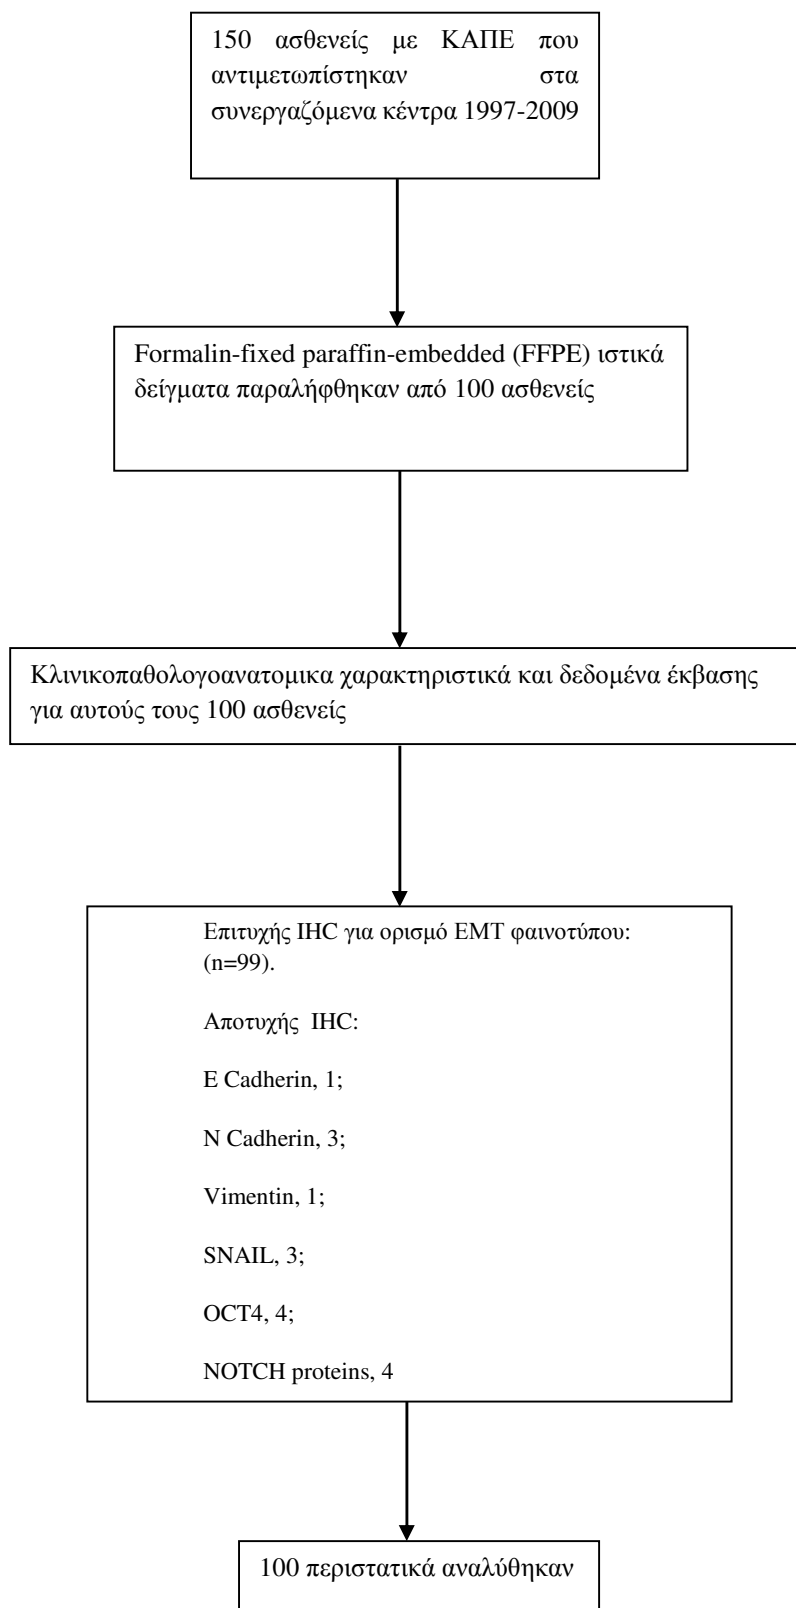 150 ασθενείς με ΚΑΠΕ που
αντιμετωπίστηκαν στα
συνεργαζόμενα κέντρα 1997-2009
Formalin-fixed paraffin-embedded (FFPE) ιστικά
δείγματα παραλήφθηκαν από 100 ασθενείς
Κλινικοπαθολογοανατομικα χαρακτηριστικά και δεδομένα έκβασης
για αυτούς τους 100 ασθενείς
Επιτυχής IHC για ορισμό EMT φαινοτύπου:
(n=99).
Αποτυχής IHC:
E Cadherin, 1;
N Cadherin, 3;
Vimentin, 1;
SNAIL, 3;
OCT4, 4;
NOTCH proteins, 4
100 περιστατικά αναλύθηκαν